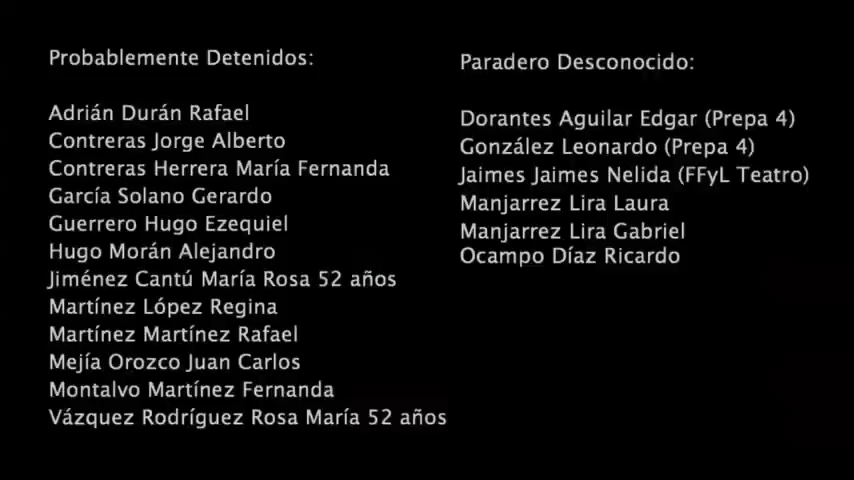 Probablemente Detenidos:
Adrián Durán Rafael
Contreras Jorge Alberto
Contreras Herrera María Fernanda
García Solano Gerardo
Guerrero Hugo Ezequiel
Hugo Morán Alejandro
Jiménez Cantú María Rosa 52 años
Martínez López Regina
Martínez Martínez Rafael
Mejía Orozco Juan Carlos
Montalvo Martínez Fernanda
Vázquez Rodríguez Rosa María 52 años
Paradero Desconocido:
Dorantes Aguilar Edgar (Prepa 4)
González Leonardo (Prepa 4)
Jaimes Jaimes Nelida (FFyL Teatro)
Manjarrez Lira Laura
Manjarrez Lira Gabriel
Ocampo Díaz Ricardo